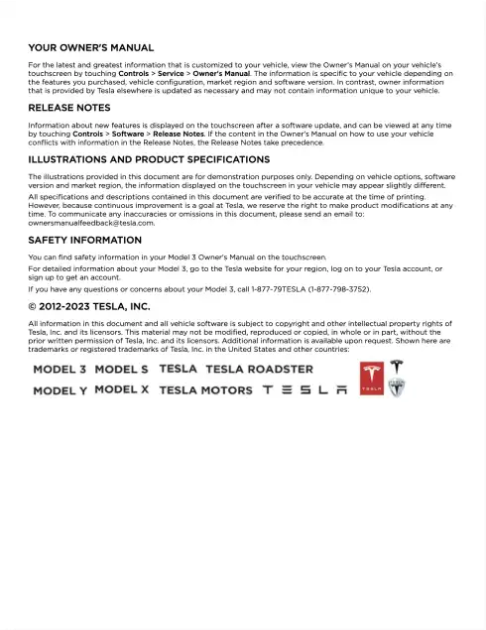 YOUR OWNER'S MANUAL
For the latest and greatest information that is customized to your vehicle, view the Owner's Manual on your vehicle's
touchscreen by touching Controls > Service > Owner's Manual. The information is specific to your vehicle depending on
the features you purchased, vehicle configuration, market region and software version. In contrast, owner information
that is provided by Tesla elsewhere is updated as necessary and may not contain information unique to your vehicle.
RELEASE NOTES
Information about new features is displayed on the touchscreen after a software update, and can be viewed at any time
by touching Controls > Software > Release Notes. If the content in the Owner's Manual on how to use your vehicle
conflicts with information in the Release Notes, the Release Notes take precedence.
ILLUSTRATIONS AND PRODUCT SPECIFICATIONS
The illustrations provided in this document are for demonstration purposes only. Depending on vehicle options, software
version and market region, the information displayed on the touchscreen in your vehicle may appear slightly different.
All specifications and descriptions contained in this document are verified to be accurate at the time of printing.
However, because continuous improvement is a goal at Tesla, we reserve the right to make product modifications at any
time. To communicate any inaccuracies or omissions in this document, please send an email to:
ownersmanualfeedback@tesla.com.
SAFETY INFORMATION
You can find safety information in your Model 3 Owner's Manual on the touchscreen.
For detailed information about your Model 3, go to the Tesla website for your region, log on to your Tesla account, or
sign up to get an account.
If you have any questions or concerns about your Model 3, call 1-877-79TESLA (1-877-798-3752).
© 2012-2023 TESLA, INC.
All information in this document and all vehicle software is subject to copyright and other intellectual property rights of
Tesla, Inc. and its licensors. This material may not be modified, reproduced or copied, in whole or in part, without the
prior written permission of Tesla, Inc. and its licensors. Additional information is available upon request. Shown here are
trademarks or registered trademarks of Tesla, Inc. in the United States and other countries:
MODEL 3 MODEL S TESLA TESLA ROADSTER
MODEL Y MODEL X TESLA MOTORS TESLA
TESLA